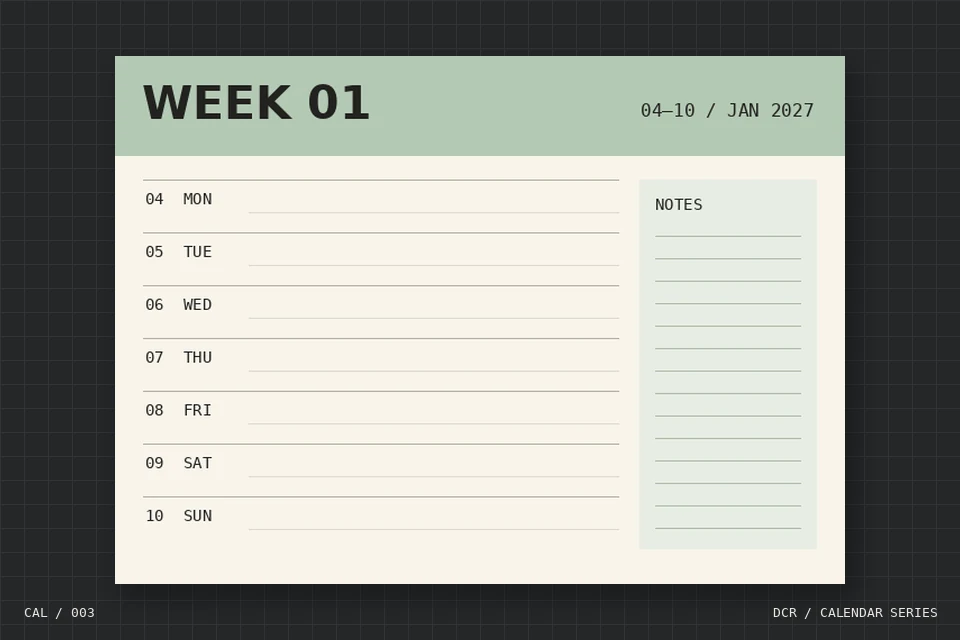 WEEK 01
04–10 / JAN 2027
04 MON
05 TUE
06 WED
07 THU
08 FRI
09 SAT
10 SUN
NOTES
CAL / 003
DCR / CALENDAR SERIES